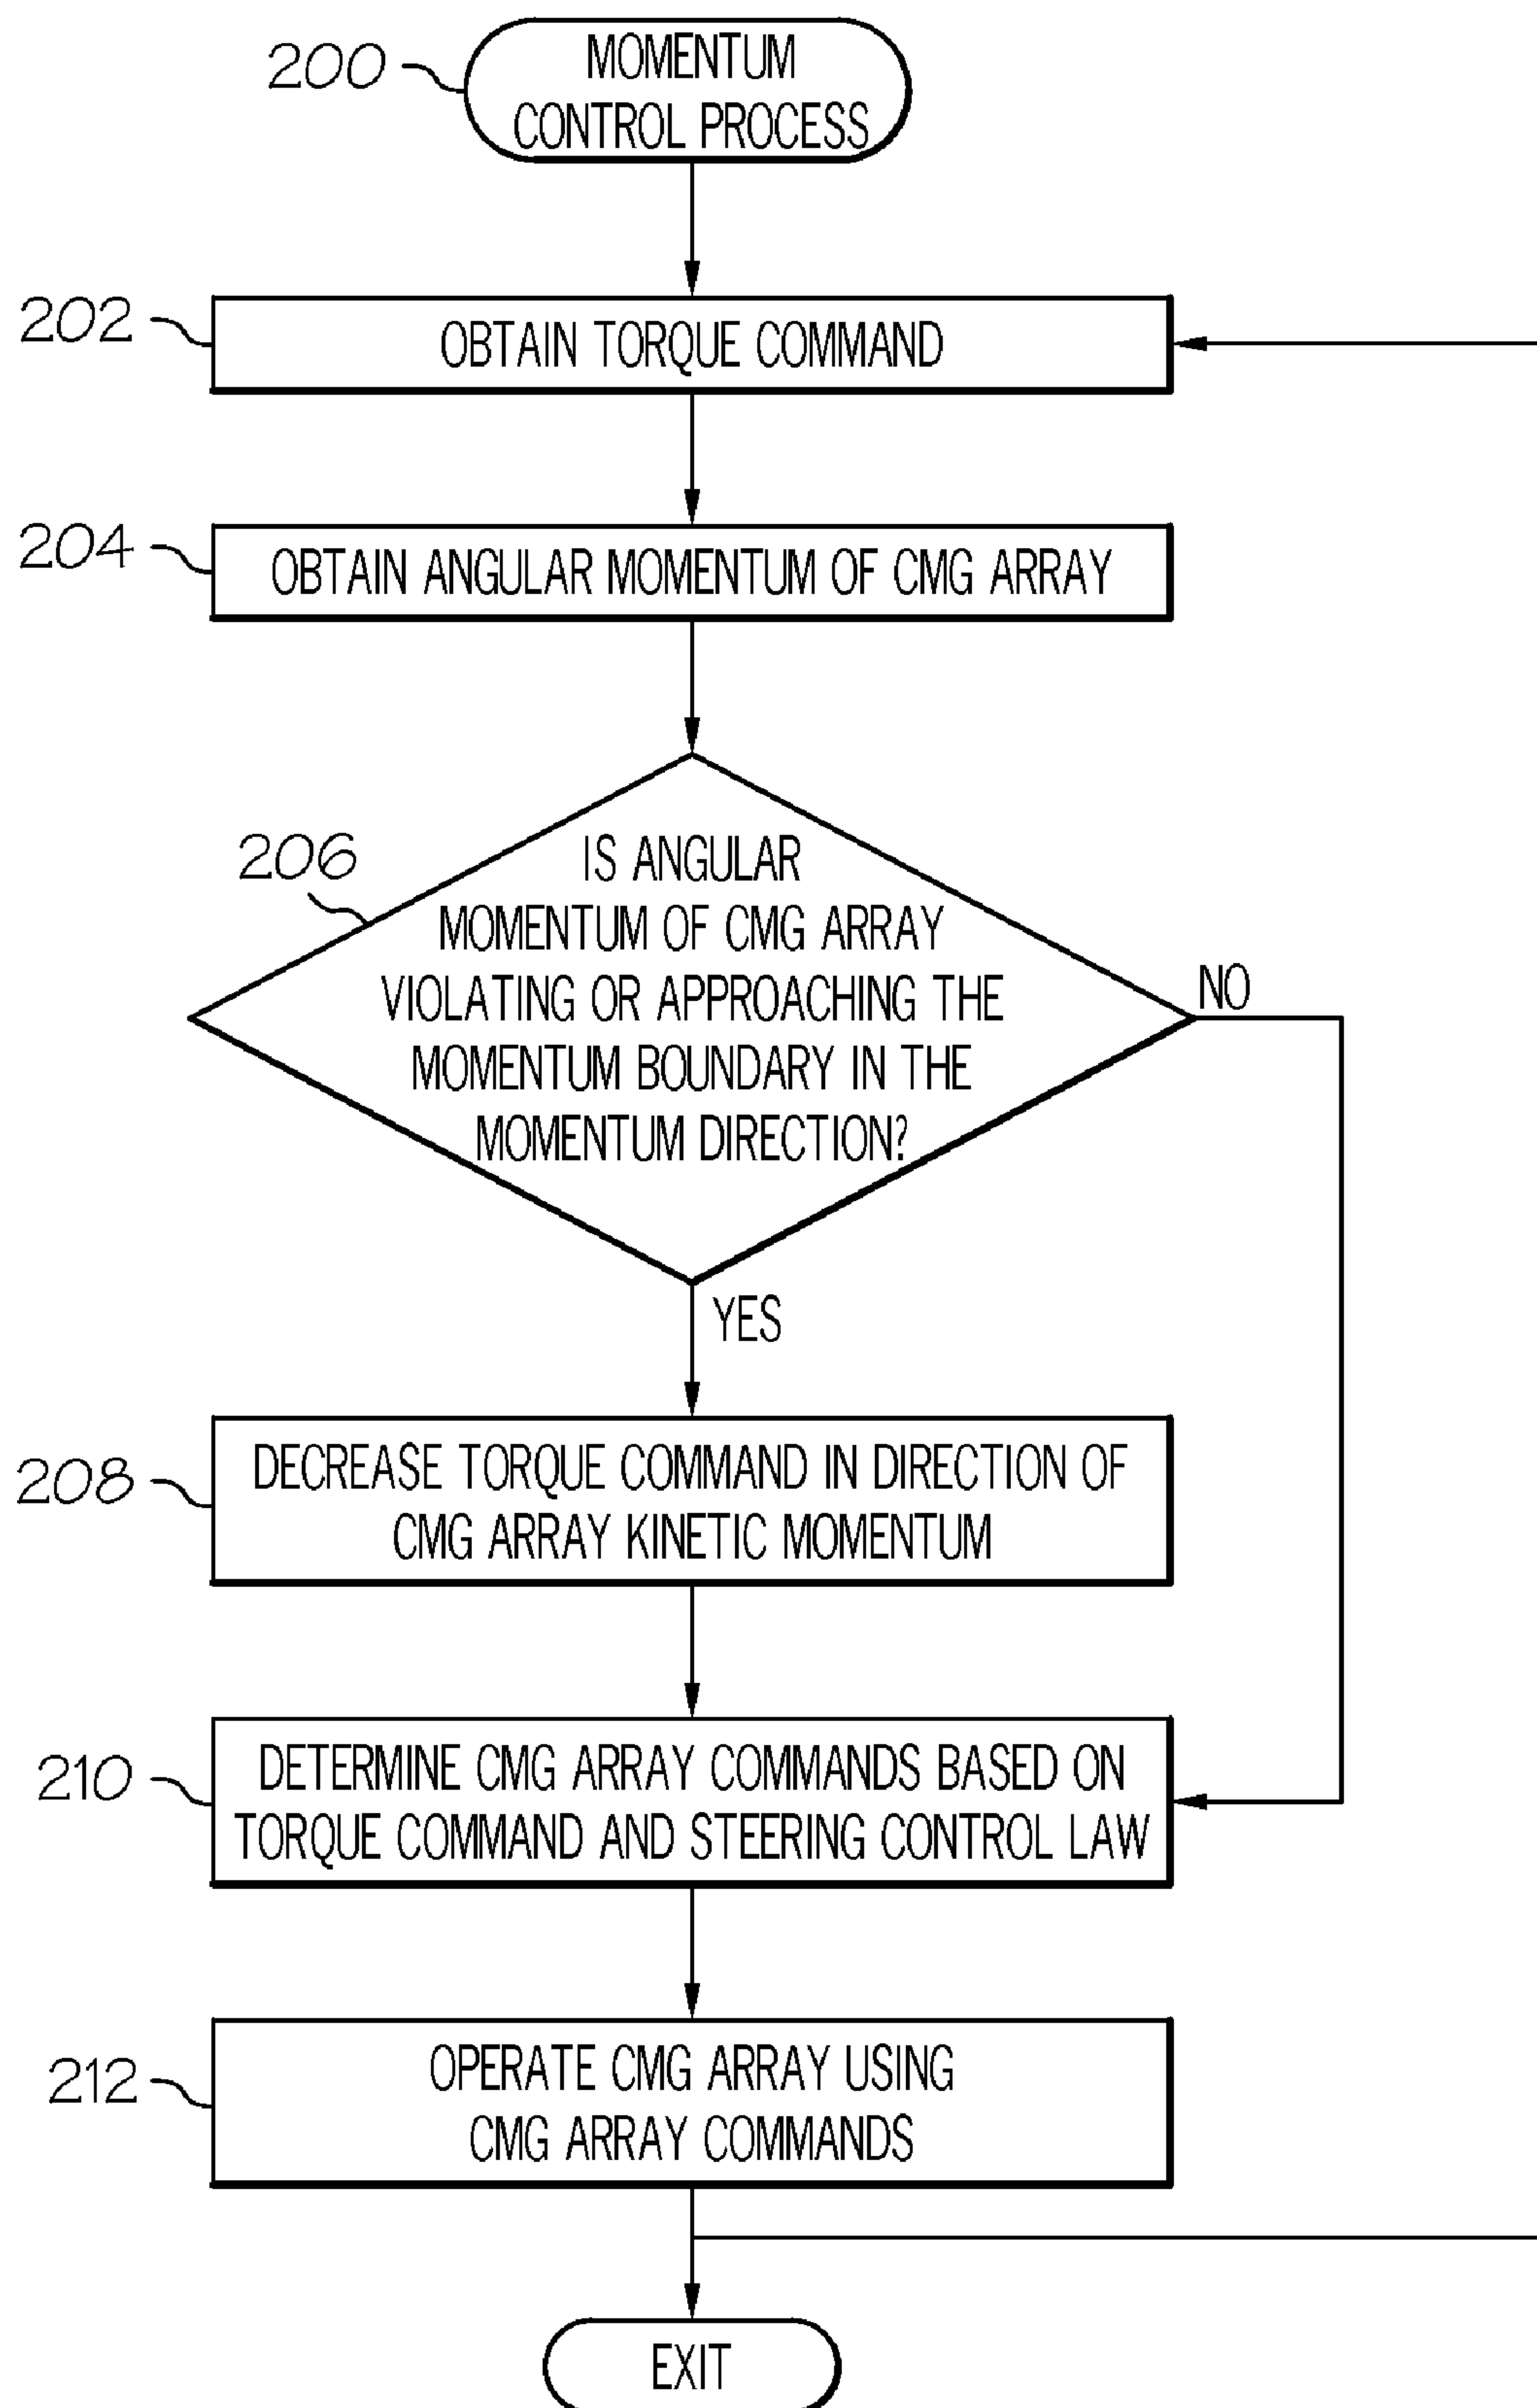 200
MOMENTUM
CONTROL PROCESS
202
OBTAIN TORQUE COMMAND
204
OBTAIN ANGULAR MOMENTUM OF CMG ARRAY
206
IS ANGULAR
MOMENTUM OF CMG ARRAY
VIOLATING OR APPROACHING THE
MOMENTUM BOUNDARY IN THE
MOMENTUM DIRECTION?
NO
YES
208
DECREASE TORQUE COMMAND IN DIRECTION OF
CMG ARRAY KINETIC MOMENTUM
210
DETERMINE CMG ARRAY COMMANDS BASED ON
TORQUE COMMAND AND STEERING CONTROL LAW
212
OPERATE CMG ARRAY USING
CMG ARRAY COMMANDS
EXIT